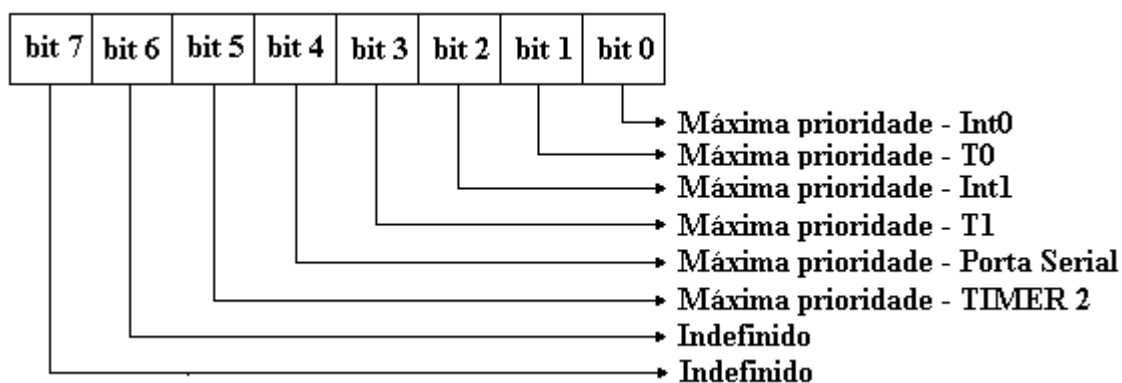 bit 7 bit 6 bit 5 bit 4 bit 3 bit 2 bit 1 bit 0
Máxima prioridade - Int0
Máxima prioridade - T0
Máxima prioridade - Int1
Máxima prioridade - T1
Máxima prioridade - Porta Serial
Máxima prioridade - TIMER 2
Indefinido
Indefinido